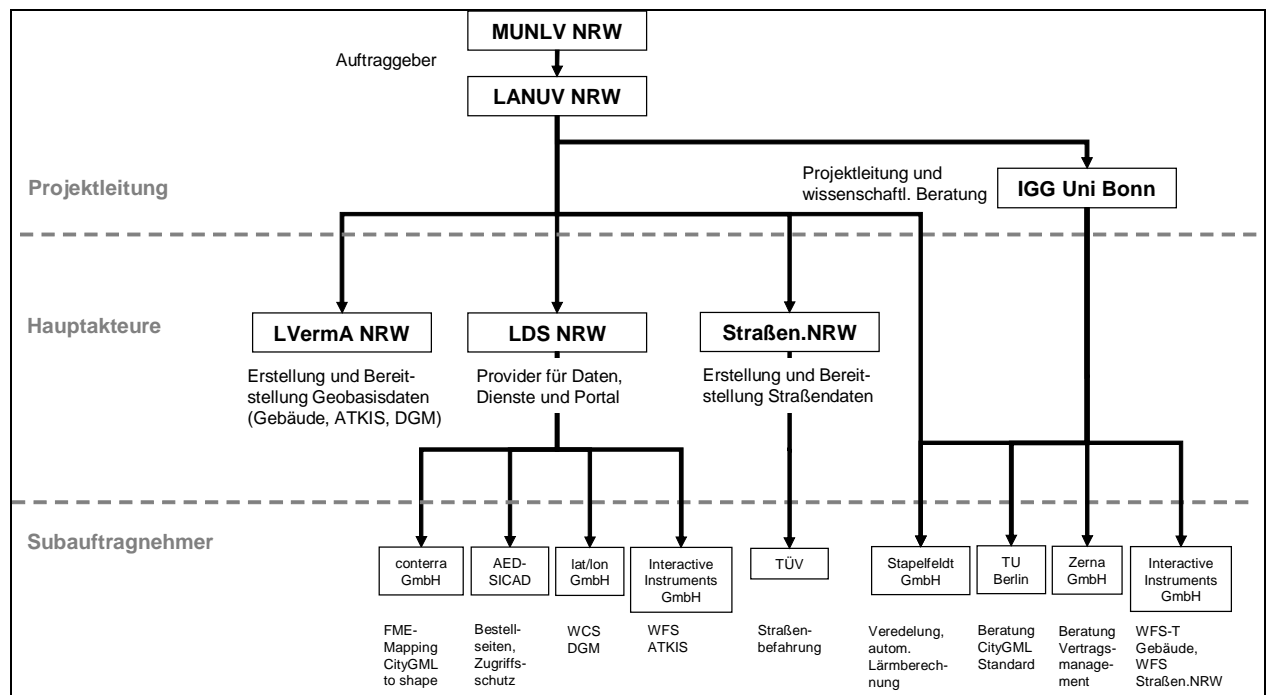 MUNLV NRW
Auftraggeber
LANUV NRW
Projektleitung
Projektleitung und
wissenschaftl. Beratung
IGG Uni Bonn
Hauptakteure
LVermA NRW
LDS NRW
Straßen.NRW
Erstellung und Bereit-
stellung Geobasisdaten
(Gebäude, ATKIS, DGM)
Provider für Daten,
Dienste und Portal
Erstellung und Bereit-
stellung Straßendaten
Subauftragnehmer
conterra
GmbH
AED-
SICAD
lat/lon
GmbH
Interactive
Instruments
GmbH
TÜV
Stapelfeldt
GmbH
TU
Berlin
Zerna
GmbH
Interactive
Instruments
GmbH
FME-
Mapping
CityGML
to shape
Bestell-
seiten,
Zugriffs-
schutz
WCS
DGM
WFS
ATKIS
Straßen-
befahrung
Veredelung,
autom.
Lärmberech-
nung
Beratung
CityGML
Standard
Beratung
Vertrags-
manage-
ment
WFS-T
Gebäude,
WFS
Straßen.NRW